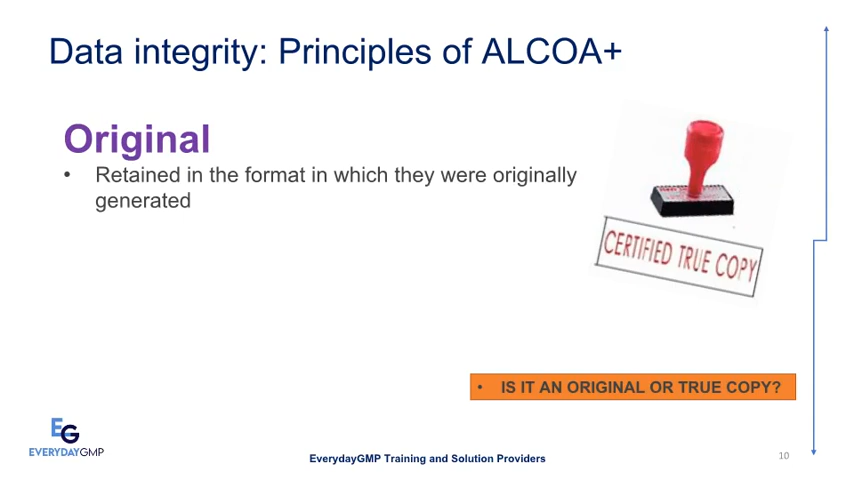 Data integrity: Principles of ALCOA+
Original
• Retained in the format in which they were originally
generated
CERTIFIED TRUE COPY
• IS IT AN ORIGINAL OR TRUE COPY?
EG
EVERYDAYGMP
EverydayGMP Training and Solution Providers
10